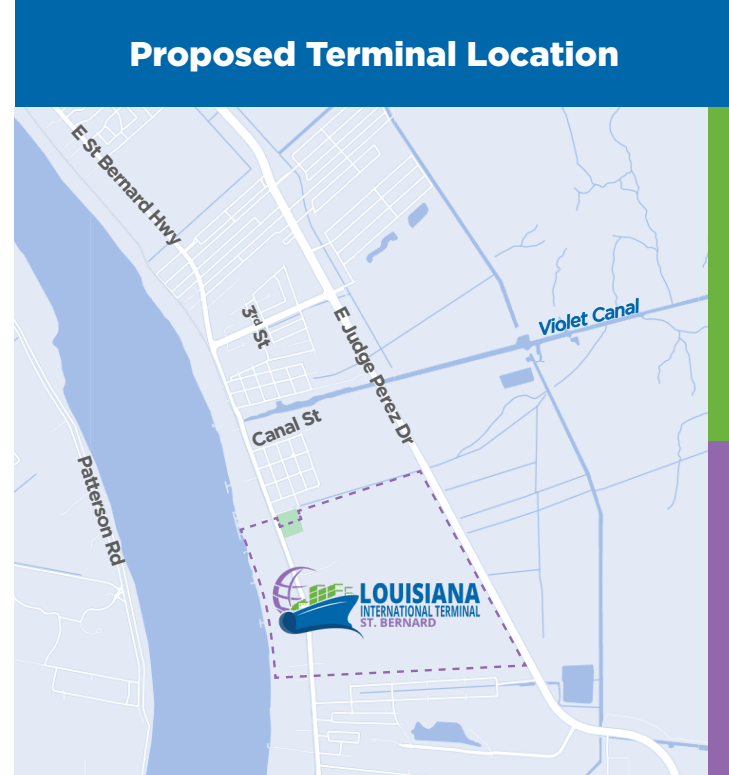 Proposed Terminal Location
E St Bernard Hwy
3rd St
E Judge Perez Dr
Violet Canal
Canal St
Patterson Rd
LOUISIANA
INTERNATIONAL TERMINAL
ST. BERNARD